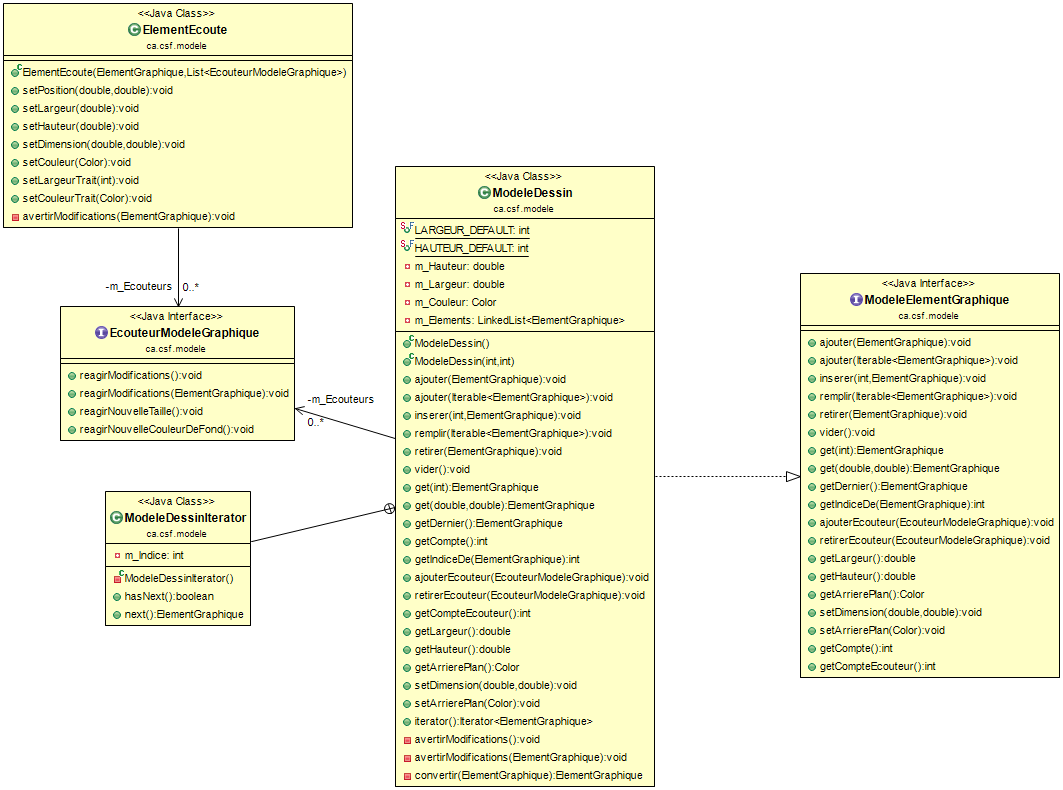 <<Java Class>>
ElementEcoute
ca.csf.modele
ElementEcoute(ElementGraphique,List<EcouteurModeleGraphique>)
setPosition(double,double):void
setLargeur(double):void
setHauteur(double):void
setDimension(double,double):void
setCouleur(Color):void
setLargeurTrait(int):void
setCouleurTrait(Color):void
avertirModifications(ElementGraphique):void
-m_Ecouteurs 0..*
<<Java Interface>>
EcouteurModeleGraphique
ca.csf.modele
reagirModifications():void
reagirModifications(ElementGraphique):void
reagirNouvelleTaille():void
reagirNouvelleCouleurDeFond():void
-m_Ecouteurs
0..*
<<Java Class>>
ModeleDessinIterator
ca.csf.modele
m_Indice: int
ModeleDessinIterator()
hasNext():boolean
next():ElementGraphique
<<Java Class>>
ModeleDessin
ca.csf.modele
LARGEUR_DEFAULT: int
HAUTEUR_DEFAULT: int
m_Hauteur: double
m_Largeur: double
m_Couleur: Color
m_Elements: LinkedList<ElementGraphique>
ModeleDessin()
ModeleDessin(int,int)
ajouter(ElementGraphique):void
ajouter(Iterable<ElementGraphique>):void
inserer(int,ElementGraphique):void
remplir(Iterable<ElementGraphique>):void
retirer(ElementGraphique):void
vider():void
get(int):ElementGraphique
get(double,double):ElementGraphique
getDernier():ElementGraphique
getCompte():int
getIndiceDe(ElementGraphique):int
ajouterEcouteur(EcouteurModeleGraphique):void
retirerEcouteur(EcouteurModeleGraphique):void
getCompteEcouteur():int
getLargeur():double
getHauteur():double
getArrierePlan():Color
setDimension(double,double):void
setArrierePlan(Color):void
iterator():Iterator<ElementGraphique>
avertirModifications():void
avertirModifications(ElementGraphique):void
convertir(ElementGraphique):ElementGraphique
<<Java Interface>>
ModeleElementGraphique
ca.csf.modele
ajouter(ElementGraphique):void
ajouter(Iterable<ElementGraphique>):void
inserer(int,ElementGraphique):void
remplir(Iterable<ElementGraphique>):void
retirer(ElementGraphique):void
vider():void
get(int):ElementGraphique
get(double,double):ElementGraphique
getDernier():ElementGraphique
getIndiceDe(ElementGraphique):int
ajouterEcouteur(EcouteurModeleGraphique):void
retirerEcouteur(EcouteurModeleGraphique):void
getLargeur():double
getHauteur():double
getArrierePlan():Color
setDimension(double,double):void
setArrierePlan(Color):void
getCompte():int
getCompteEcouteur():int